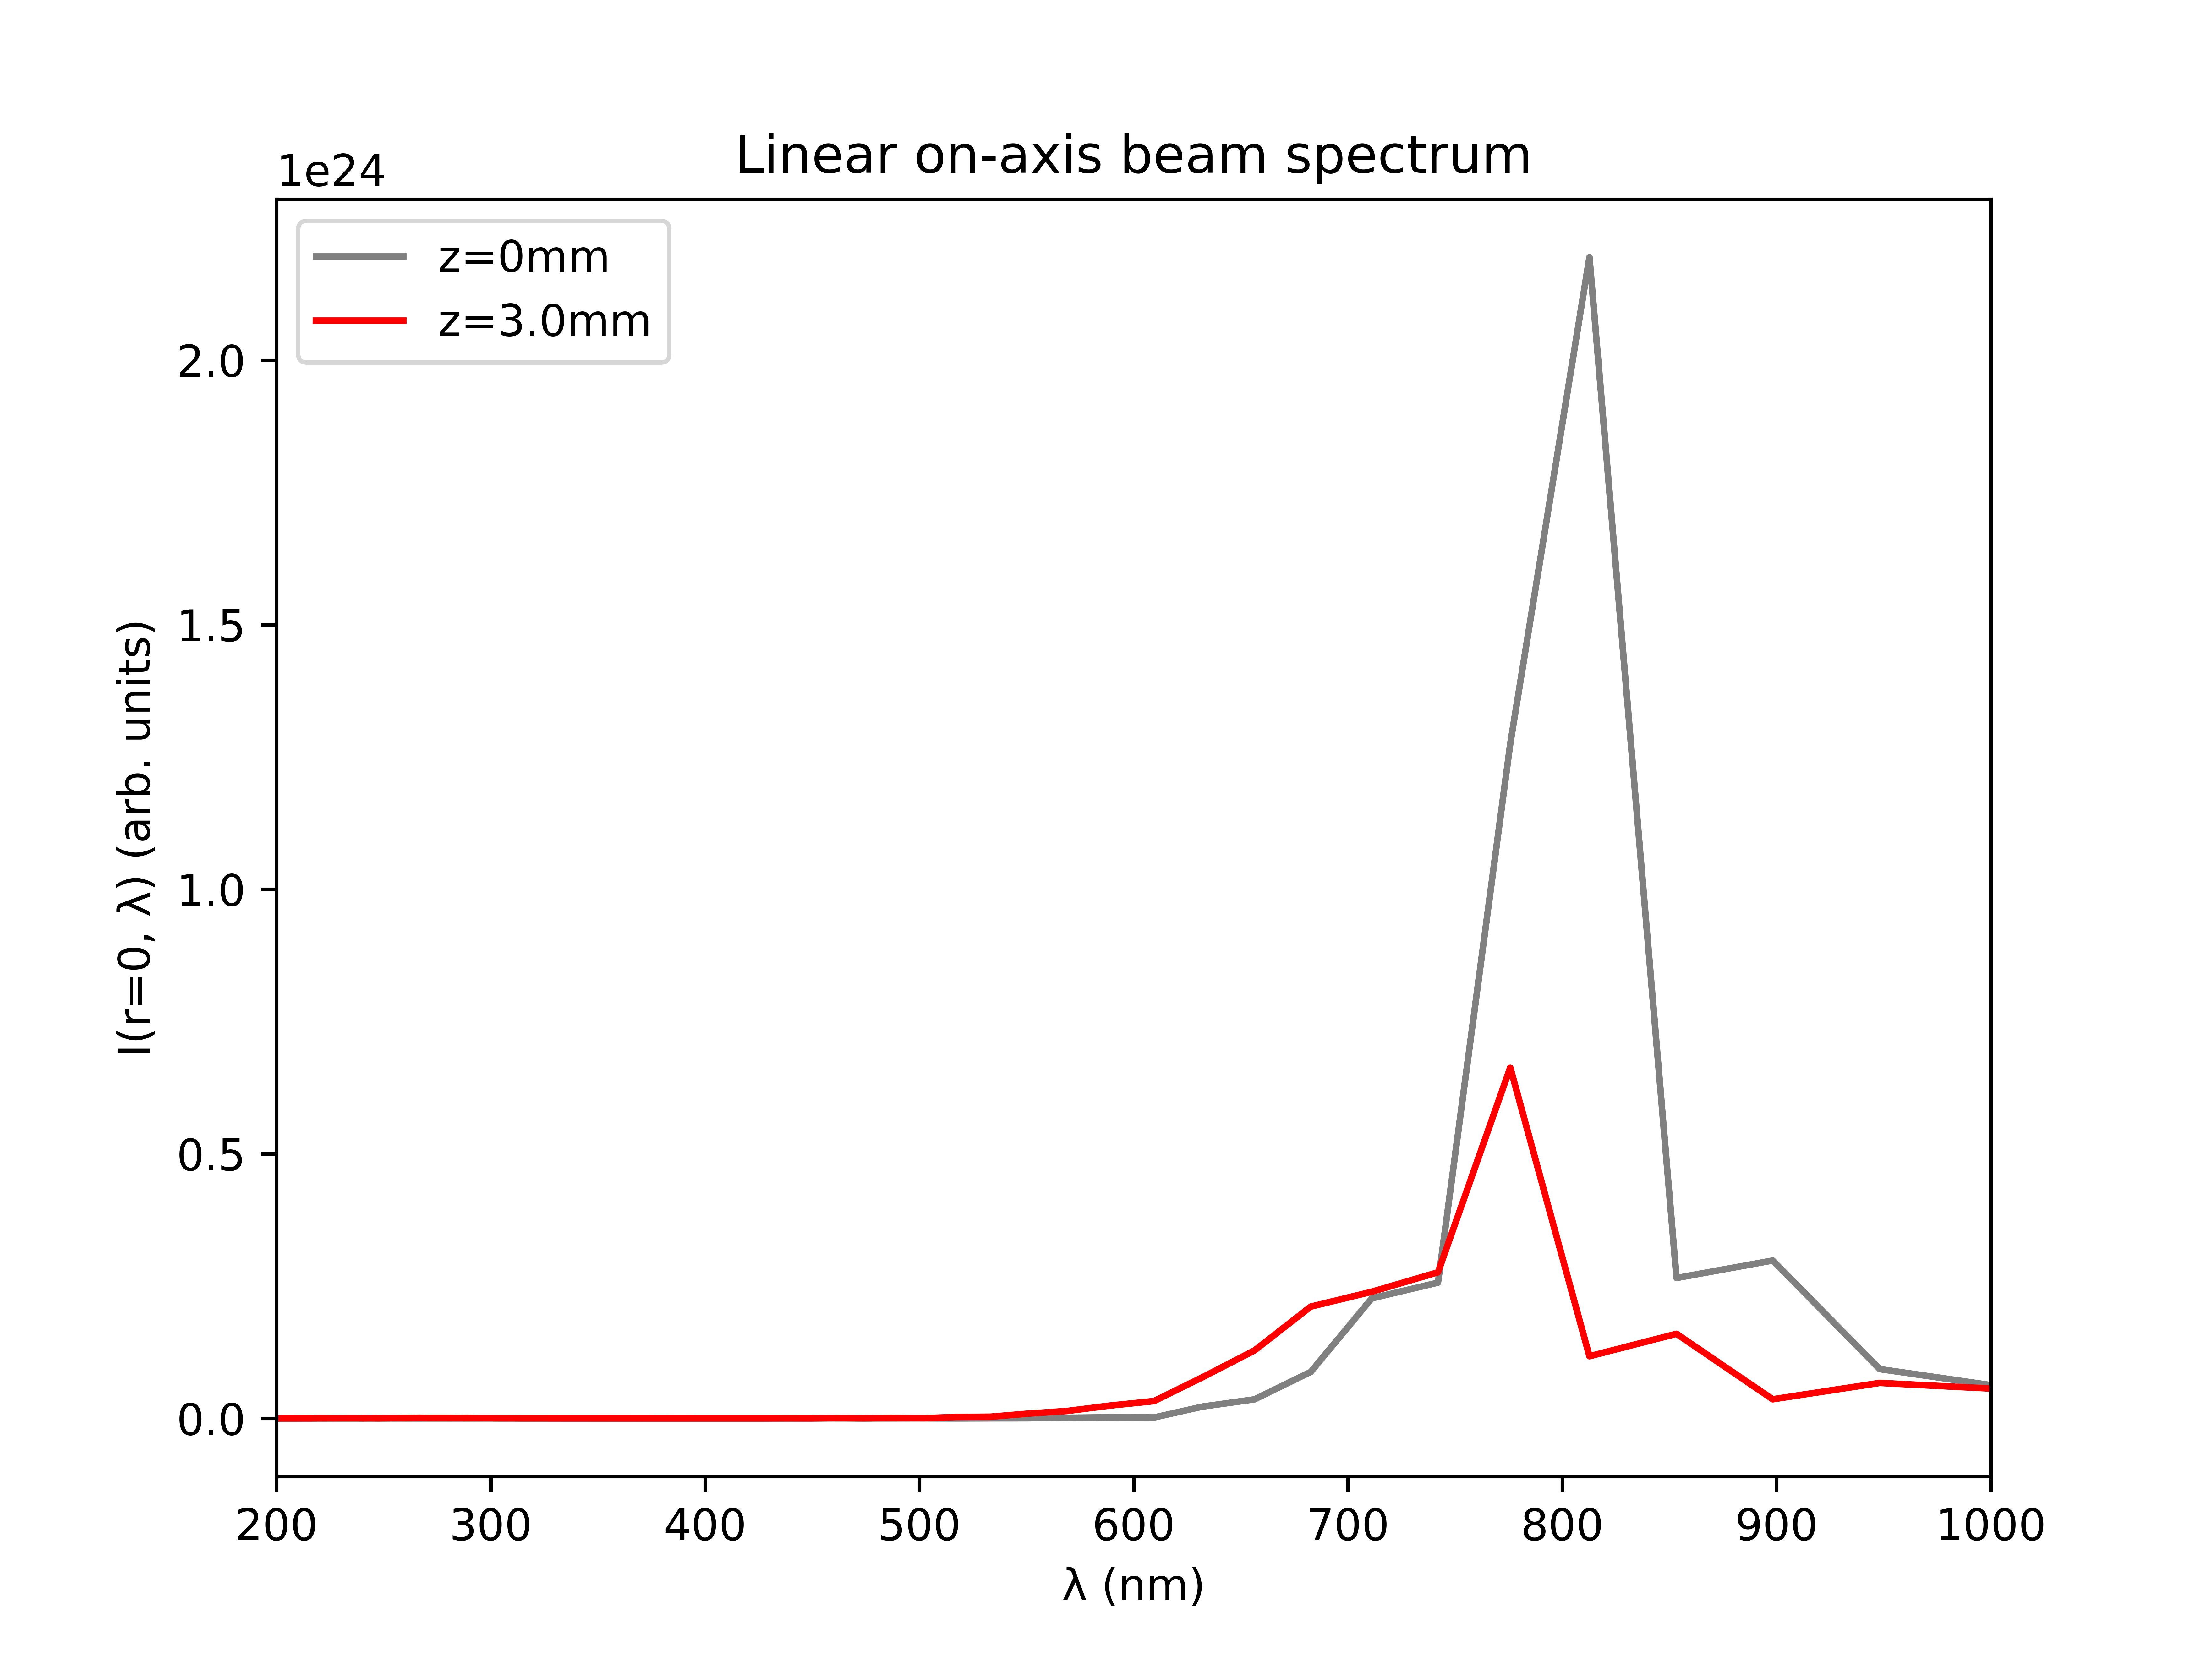 Linear on-axis beam spectrum
1e24
z=0mm
z=3.0mm
2.0
1.5
1.0
0.5
0.0
I(r=0, λ) (arb. units)
200 300 400 500 600 700 800 900 1000
λ (nm)